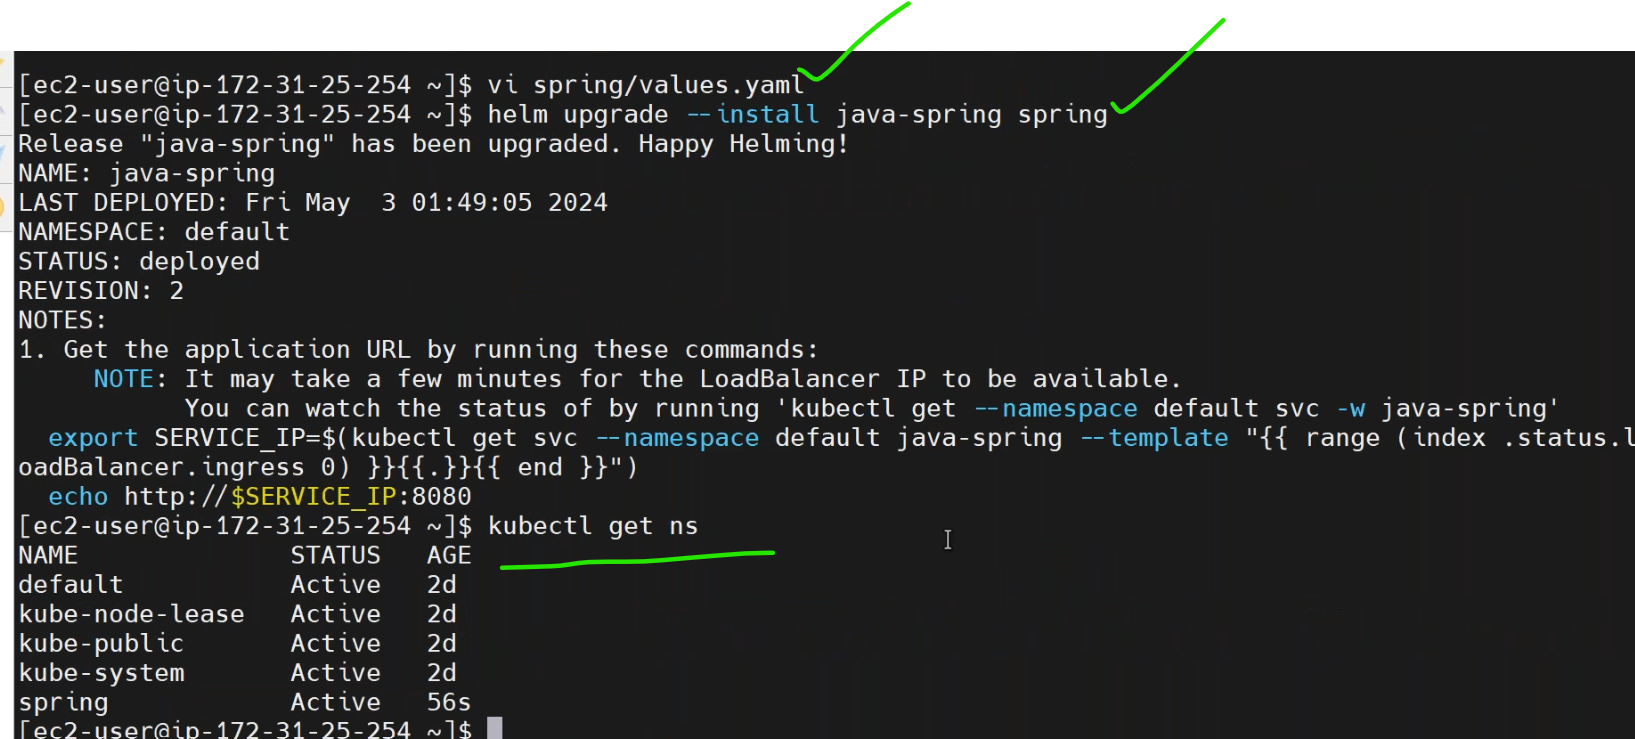 [ec2-user@ip-172-31-25-254 ~]$ vi spring/values.yaml
[ec2-user@ip-172-31-25-254 ~]$ helm upgrade --install java-spring spring
Release "java-spring" has been upgraded. Happy Helming!
NAME: java-spring
LAST DEPLOYED: Fri May  3 01:49:05 2024
NAMESPACE: default
STATUS: deployed
REVISION: 2
NOTES:
1. Get the application URL by running these commands:
     NOTE: It may take a few minutes for the LoadBalancer IP to be available.
           You can watch the status of by running 'kubectl get --namespace default svc -w java-spring'
  export SERVICE_IP=$(kubectl get svc --namespace default java-spring --template "{{ range (index .status.l
oadBalancer.ingress 0) }}{{.}}{{ end }}")
  echo http://$SERVICE_IP:8080
[ec2-user@ip-172-31-25-254 ~]$ kubectl get ns
NAME              STATUS   AGE
default           Active   2d
kube-node-lease   Active   2d
kube-public       Active   2d
kube-system       Active   2d
spring            Active   56s
[ec2-user@ip-172-31-25-254 ~]$